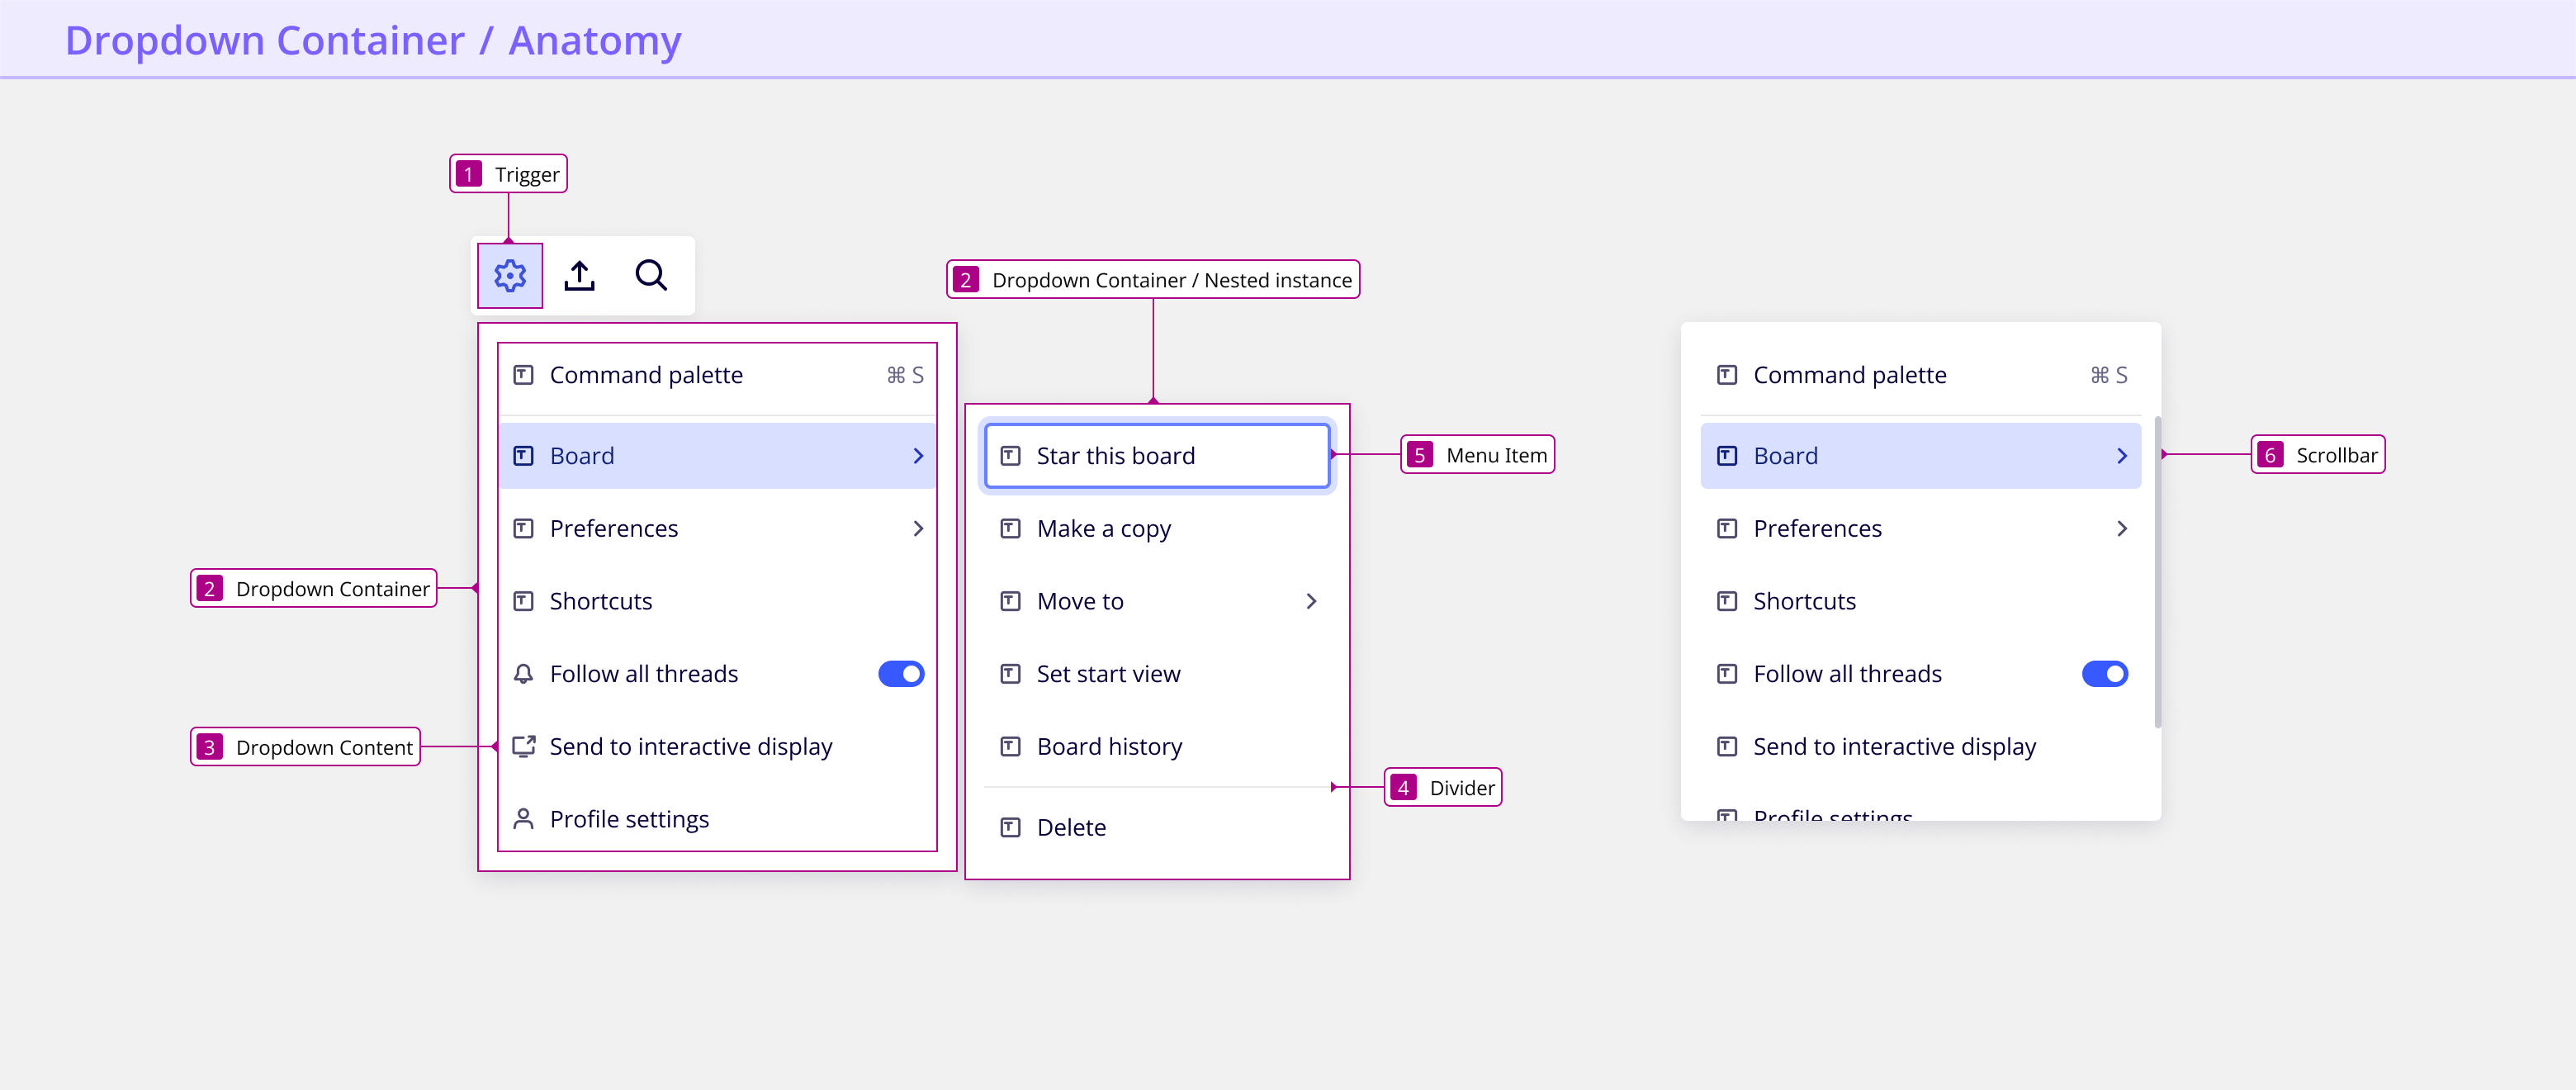 Dropdown Container / Anatomy
1 Trigger
2 Dropdown Container / Nested instance
Command palette ⌘ S
Board
Preferences
Shortcuts
Follow all threads
Send to interactive display
Profile settings
2 Dropdown Container
3 Dropdown Content
Star this board
Make a copy
Move to
Set start view
Board history
Delete
5 Menu Item
4 Divider
Command palette ⌘ S
Board
Preferences
Shortcuts
Follow all threads
Send to interactive display
Profile settings
6 Scrollbar